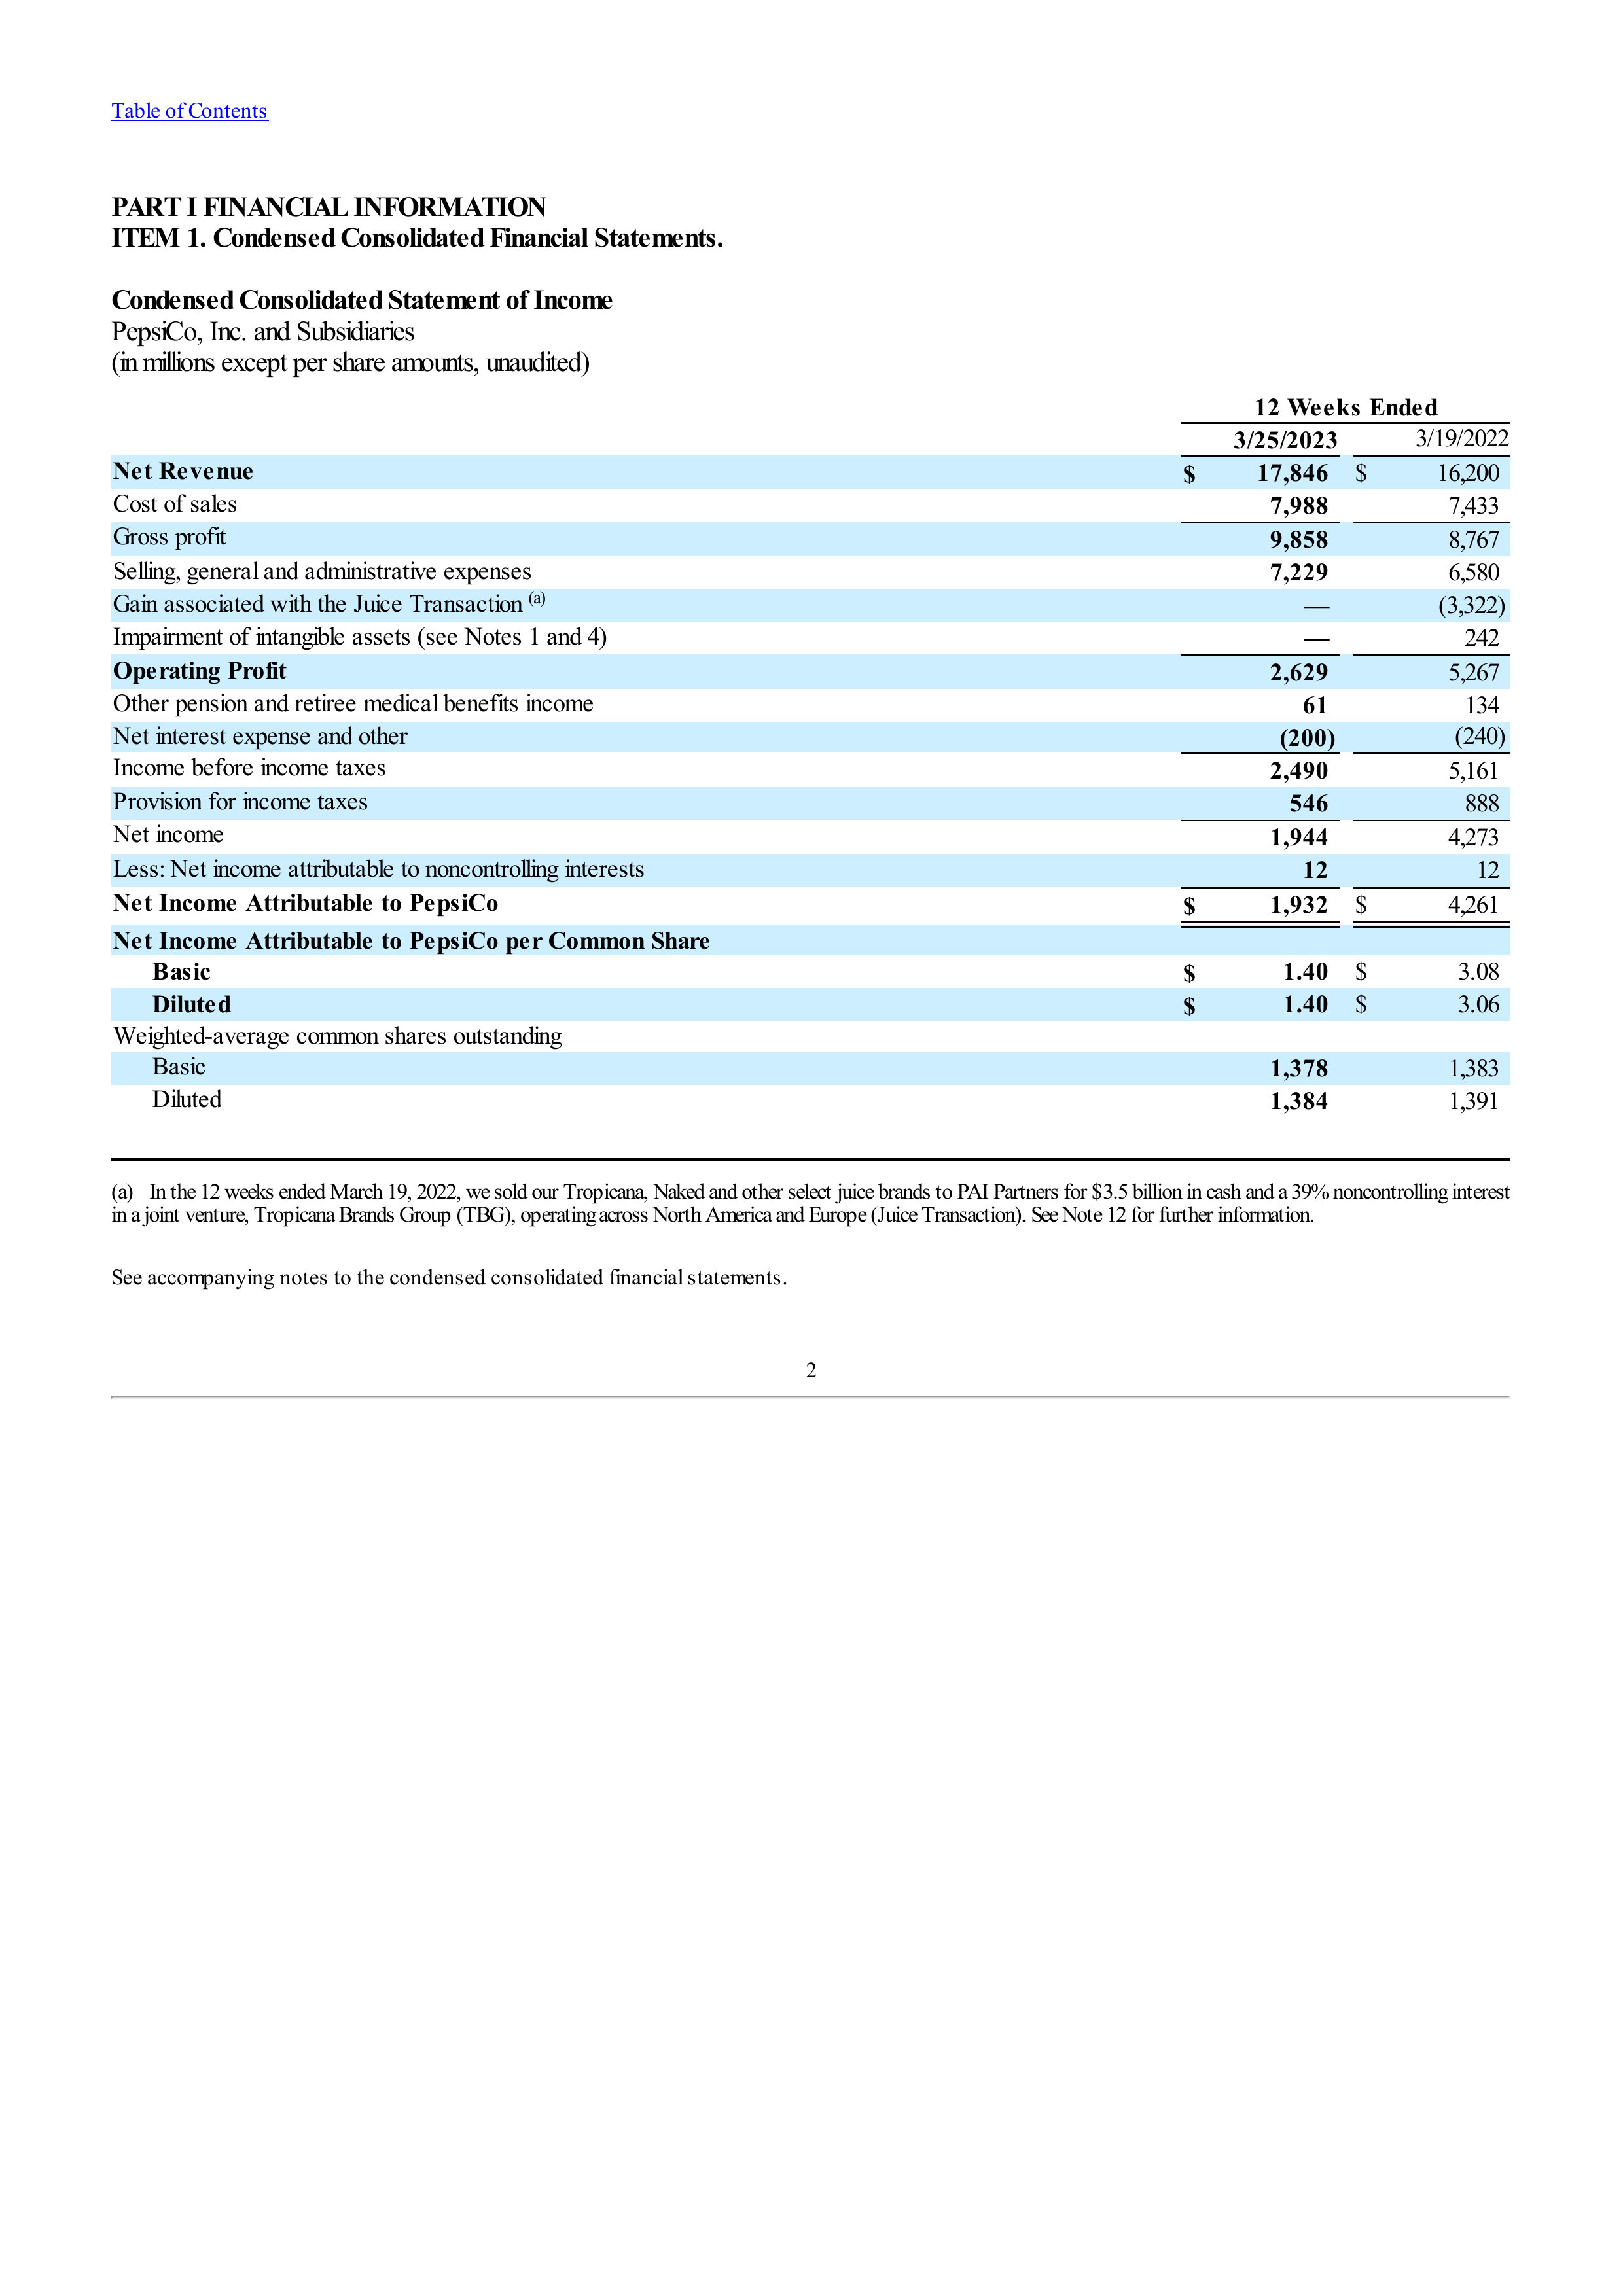 Table of Contents
PART I FINANCIAL INFORMATION
ITEM 1. Condensed Consolidated Financial Statements.
Condensed Consolidated Statement of Income
PepsiCo, Inc. and Subsidiaries
(in millions except per share amounts, unaudited)
12 Weeks Ended
3/25/2023 3/19/2022
Net Revenue $ 17,846 $ 16,200
Cost of sales 7,988 7,433
Gross profit 9,858 8,767
Selling, general and administrative expenses 7,229 6,580
Gain associated with the Juice Transaction (a) — (3,322)
Impairment of intangible assets (see Notes 1 and 4) — 242
Operating Profit 2,629 5,267
Other pension and retiree medical benefits income 61 134
Net interest expense and other (200) (240)
Income before income taxes 2,490 5,161
Provision for income taxes 546 888
Net income 1,944 4,273
Less: Net income attributable to noncontrolling interests 12 12
Net Income Attributable to PepsiCo $ 1,932 $ 4,261
Net Income Attributable to PepsiCo per Common Share
Basic $ 1.40 $ 3.08
Diluted $ 1.40 $ 3.06
Weighted-average common shares outstanding
Basic 1,378 1,383
Diluted 1,384 1,391
(a) In the 12 weeks ended March 19, 2022, we sold our Tropicana, Naked and other select juice brands to PAI Partners for $3.5 billion in cash and a 39% noncontrolling interest
in a joint venture, Tropicana Brands Group (TBG), operating across North America and Europe (Juice Transaction). See Note 12 for further information.
See accompanying notes to the condensed consolidated financial statements.
2